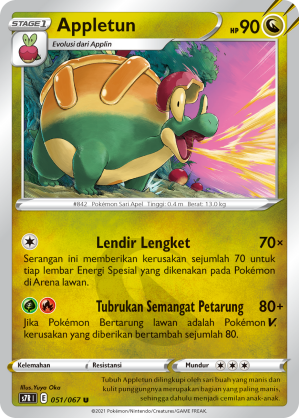 STAGE 1
Appletun
HP 90
Evolusi dari Applin
#842 Pokémon Sari Apel Tinggi: 0.4 m Berat: 13.0 kg
Lendir Lengket 70×
Serangan ini memberikan kerusakan sejumlah 70 untuk
tiap lembar Energi Spesial yang dikenakan pada Pokémon
di Arena lawan.
Tubrukan Semangat Petarung 80+
Jika Pokémon Bertarung lawan adalah Pokémon V,
kerusakan yang diberikan bertambah sejumlah 80.
Kelemahan Resistansi Mundur
Illus. Yuya Oka
S7R I E 051/067 U
Tubuh Appletun dilingkupi oleh sari buah yang manis dan
kulit punggungnya merupakan bagian yang paling manis,
sehingga dahulu menjadi cemilan anak-anak.
©2021 Pokémon/Nintendo/Creatures/GAME FREAK